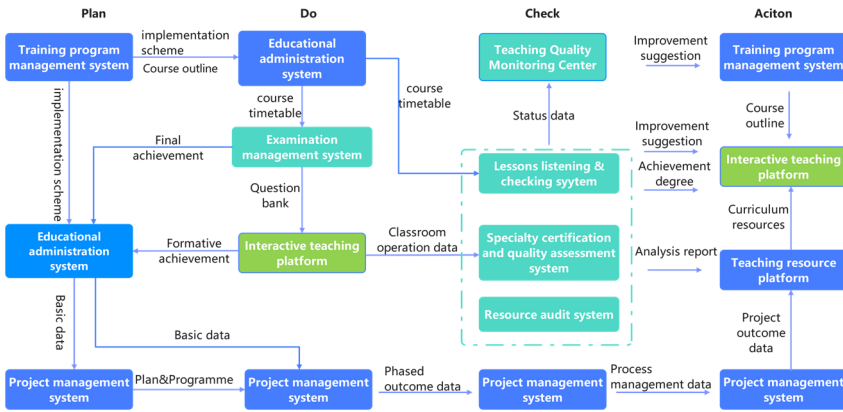 Plan
Do
Check
Aciton
Training program
management system
implementation
scheme
Course outline
Educational
administration
system
Teaching Quality
Monitoring Center
Improvement
suggestion
Training program
management system
implementation scheme
course
timetable
course
timetable
Status data
Course
outline
Final
achievement
Examination
management system
Improvement
suggestion
Achievement
degree
Lessons listening &
checking syytem
Interactive teaching
platform
Question
bank
Curriculum
resources
Educational
administration
system
Formative
achievement
Interactive teaching
platform
Classroom
operation data
Specialty certification
and quality assessment
system
Analysis report
Teaching resource
platform
Basic data
Basic data
Resource audit system
Project
outcome
data
Project management
system
Plan&Programme
Project management
system
Phased
outcome data
Project management
system
Process
management data
Project management
system